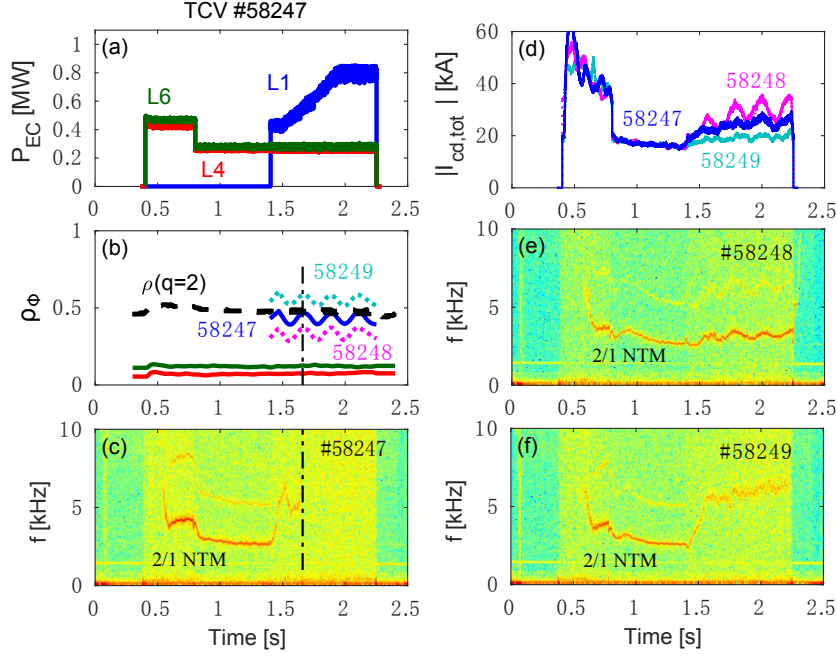 TCV #58247
(a)
P_EC [MW]
1
0.8
0.6
0.4
0.2
0
L6
L1
L4
0 0.5 1 1.5 2 2.5
(b)
ρ_Φ
1
0.5
0
ρ(q=2)
58249
58247
58248
0 0.5 1 1.5 2 2.5
(c)
#58247
f [kHz]
10
5
0
2/1 NTM
0 0.5 1 1.5 2 2.5
Time [s]
(d)
|I_cd,tot| [kA]
60
40
20
0
58248
58247
58249
0 0.5 1 1.5 2 2.5
(e)
#58248
f [kHz]
10
5
0
2/1 NTM
0 0.5 1 1.5 2 2.5
(f)
#58249
f [kHz]
10
5
0
2/1 NTM
0 0.5 1 1.5 2 2.5
Time [s]